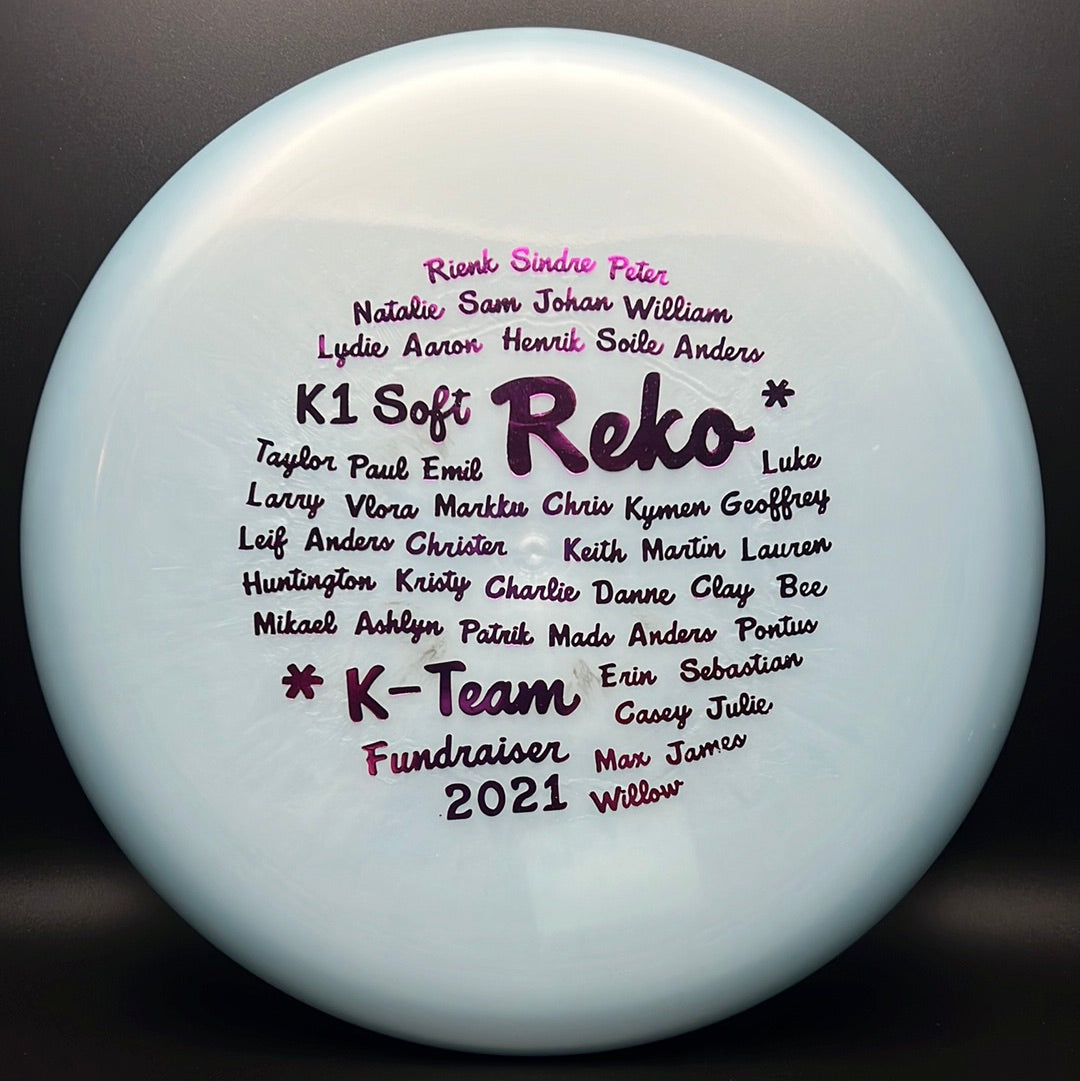 Rienk Sindre Peter
Natalie Sam Johan William
Lydie Aaron Henrik Soile Anders
K1 Soft Reko *
Taylor Paul Emil Luke
Larry Vlora Markku Chris Kymen Geoffrey
Leif Anders Christer Keith Martin Lauren
Huntington Kristy Charlie Danne Clay Bee
Mikael Ashlyn Patrik Mads Anders Pontus
* K-Team Erin Sebastian
Casey Julie
Fundraiser Max James
2021 Willow